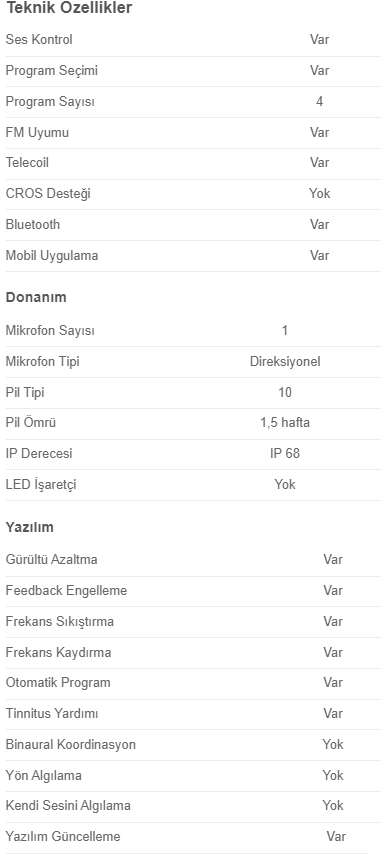 Teknik Özellikler
Ses Kontrol Var
Program Seçimi Var
Program Sayısı 4
FM Uyumu Var
Telecoil Var
CROS Desteği Yok
Bluetooth Var
Mobil Uygulama Var
Donanım
Mikrofon Sayısı 1
Mikrofon Tipi Direksiyonel
Pil Tipi 10
Pil Ömrü 1,5 hafta
IP Derecesi IP 68
LED İşaretçi Yok
Yazılım
Gürültü Azaltma Var
Feedback Engelleme Var
Frekans Sıkıştırma Var
Frekans Kaydırma Var
Otomatik Program Var
Tinnitus Yardımı Var
Binaural Koordinasyon Yok
Yön Algılama Yok
Kendi Sesini Algılama Yok
Yazılım Güncelleme Var